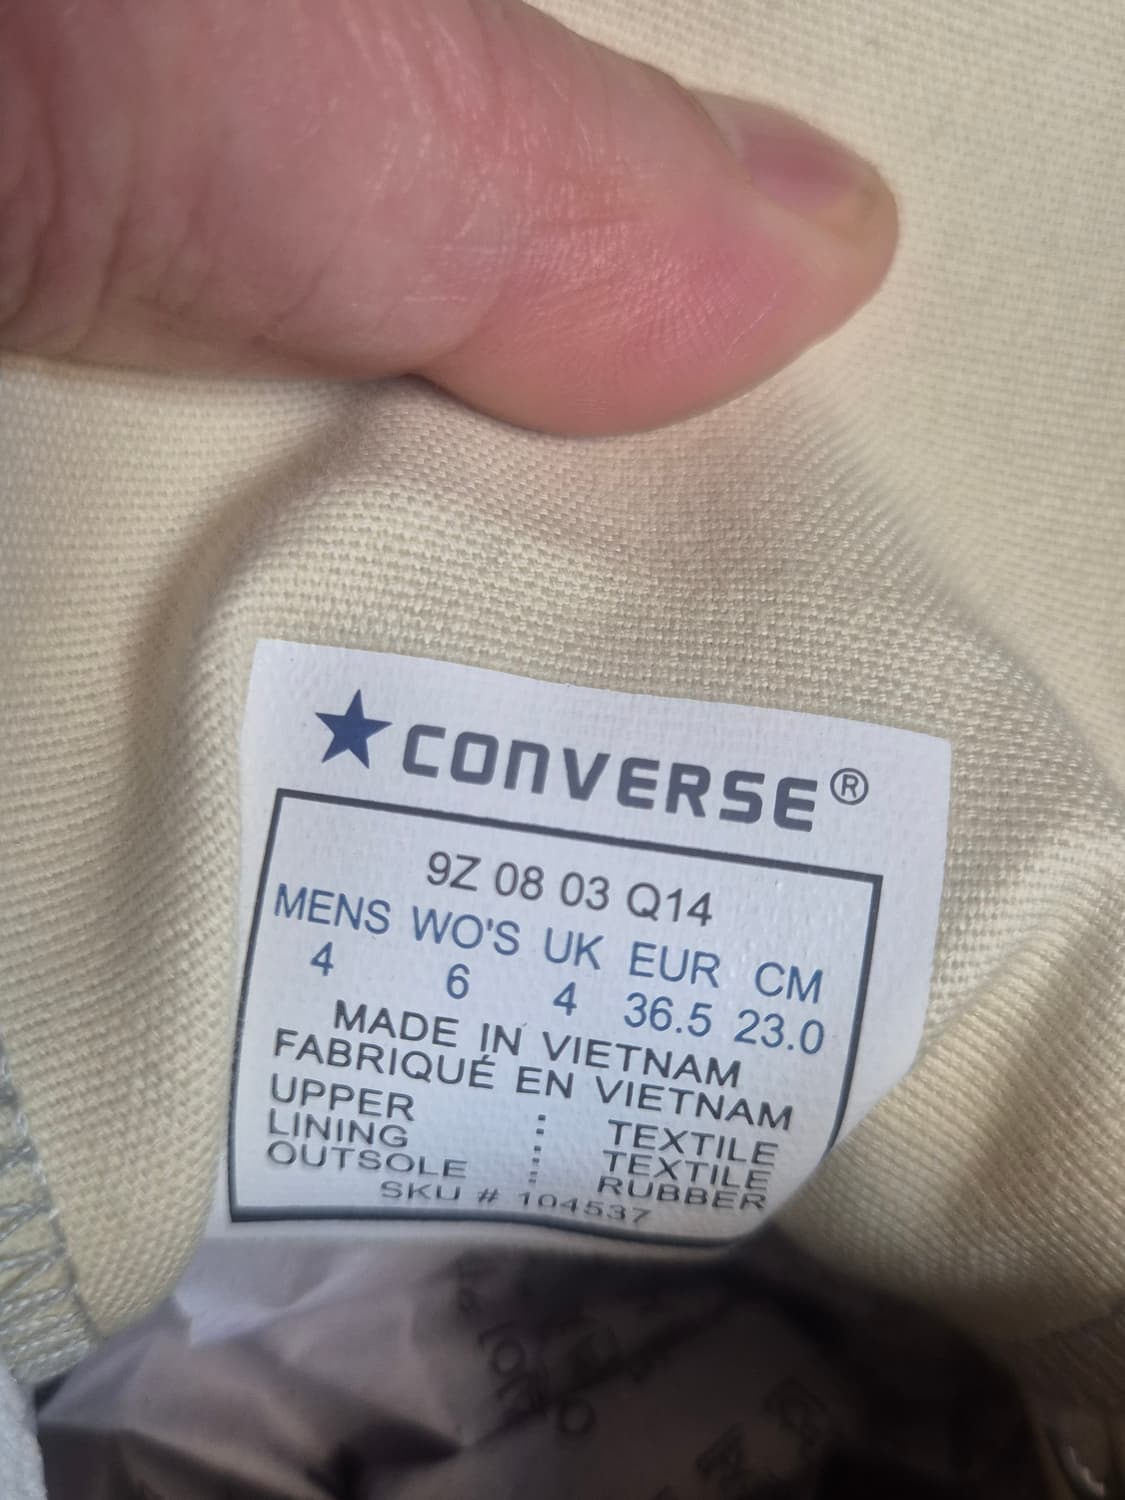 CONVERSE®
9Z 08 03 Q14
MENS WO'S UK EUR CM
4 6 4 36.5 23.0
MADE IN VIETNAM
FABRIQUÉ EN VIETNAM
UPPER : TEXTILE
LINING : TEXTILE
OUTSOLE : RUBBER
SKU # 104537